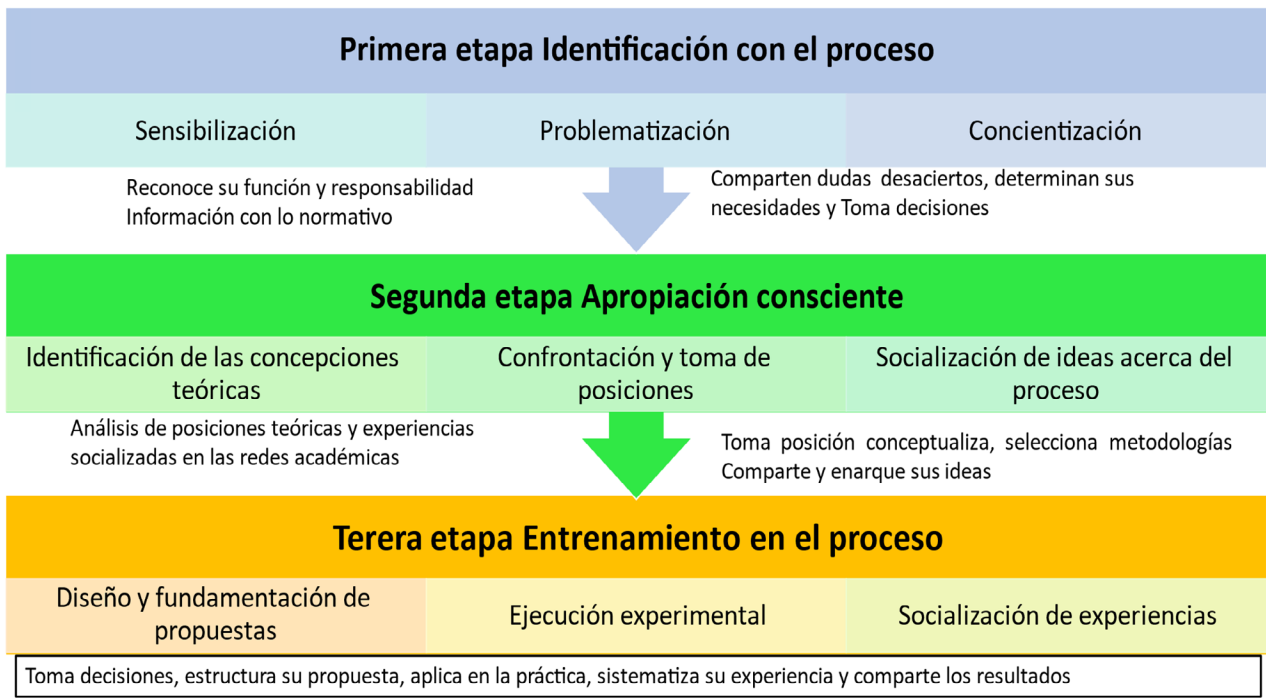 Primera etapa Identificación con el proceso
Sensibilización
Problematización
Concientización
Reconoce su función y responsabilidad
Información con lo normativo
Comparten dudas desaciertos, determinan sus
necesidades y Toma decisiones
Segunda etapa Apropiación consciente
Identificación de las concepciones
teóricas
Confrontación y toma de
posiciones
Socialización de ideas acerca del
proceso
Análisis de posiciones teóricas y experiencias
socializadas en las redes académicas
Toma posición conceptualiza, selecciona metodologías
Comparte y enarque sus ideas
Terera etapa Entrenamiento en el proceso
Diseño y fundamentación de
propuestas
Ejecución experimental
Socialización de experiencias
Toma decisiones, estructura su propuesta, aplica en la práctica, sistematiza su experiencia y comparte los resultados